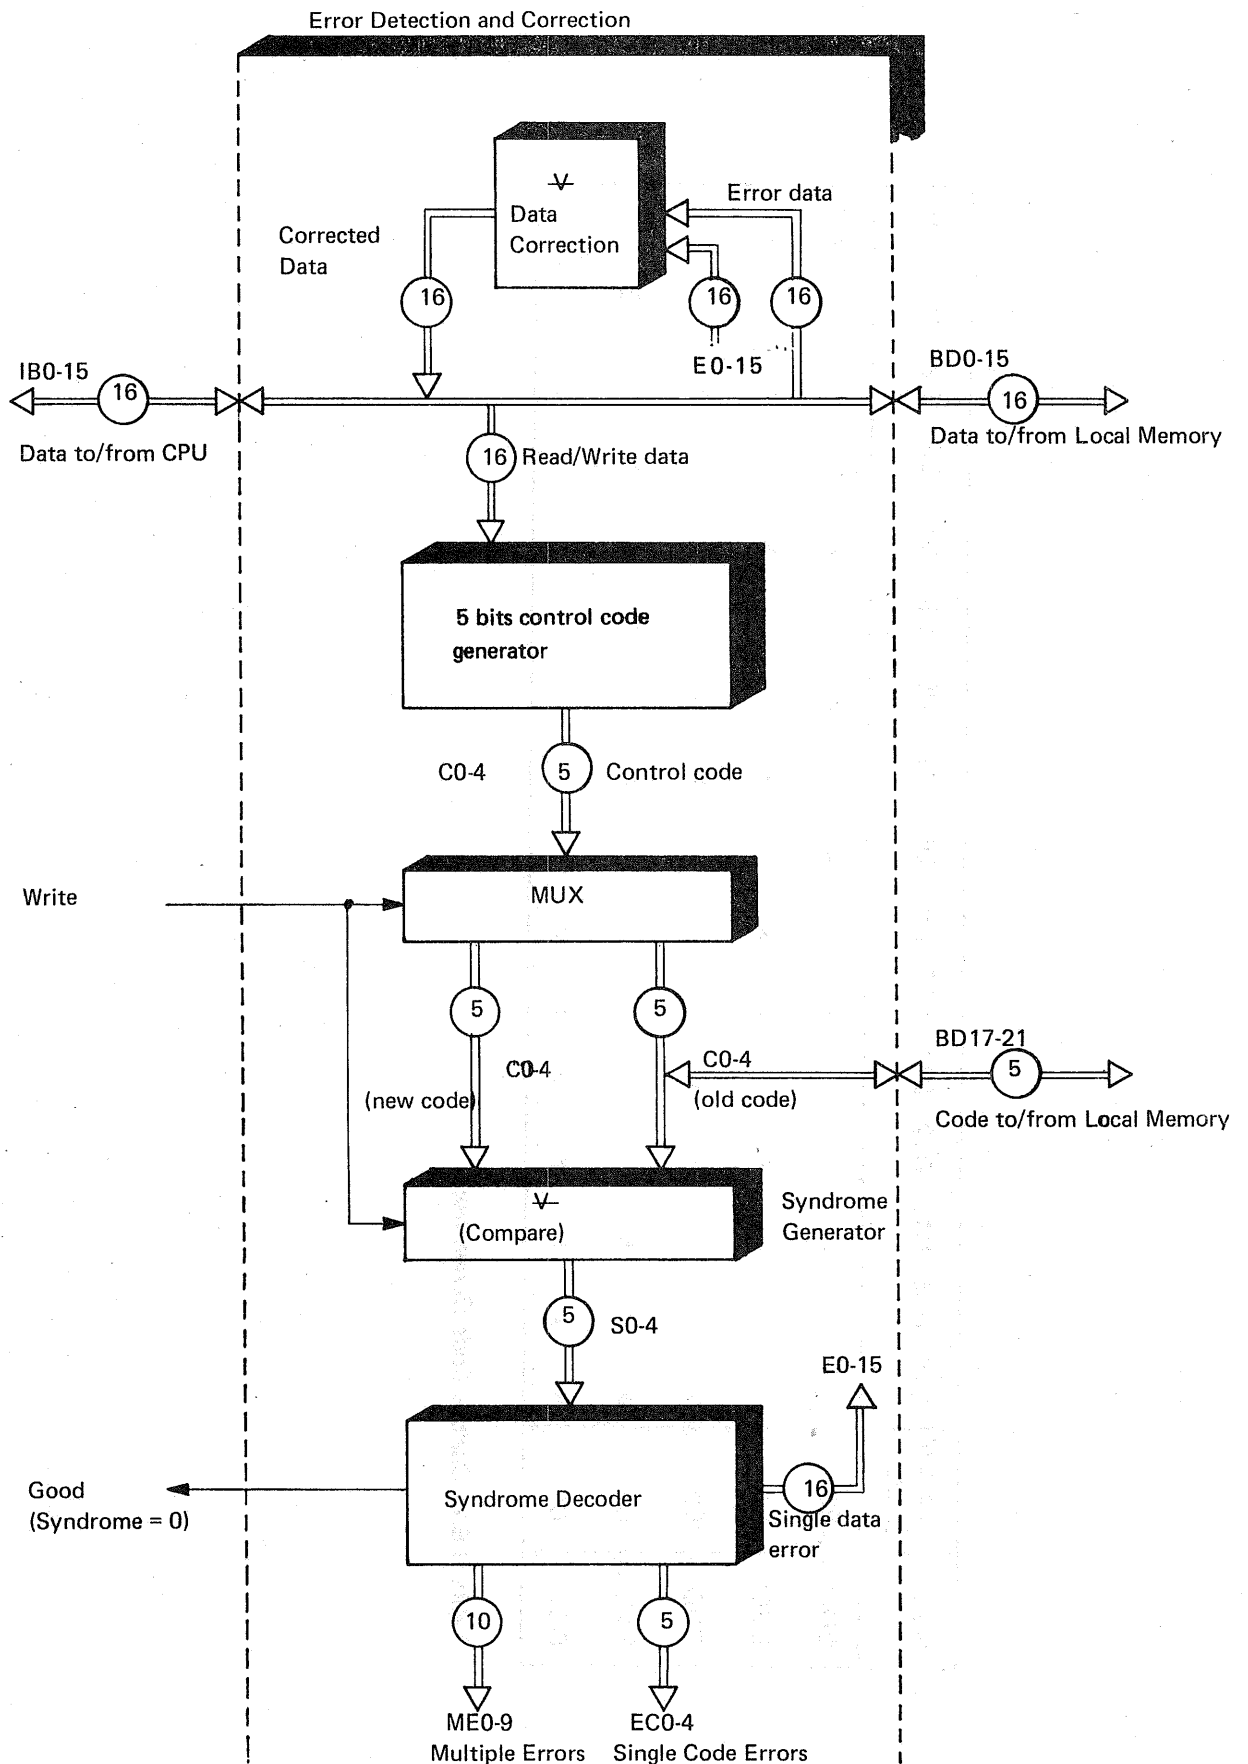 Error Detection and Correction
⊻
Data
Correction
Error data
Corrected
Data
16
16
16
E0-15
IB0-15
16
Data to/from CPU
BD0-15
16
Data to/from Local Memory
16
Read/Write data
5 bits control code
generator
C0-4
5
Control code
Write
MUX
5
5
C0-4
(new code)
C0-4
(old code)
BD17-21
5
Code to/from Local Memory
⊻
(Compare)
Syndrome
Generator
5
S0-4
E0-15
Good
(Syndrome = 0)
Syndrome Decoder
16
Single data
error
10
5
ME0-9
Multiple Errors
EC0-4
Single Code Errors